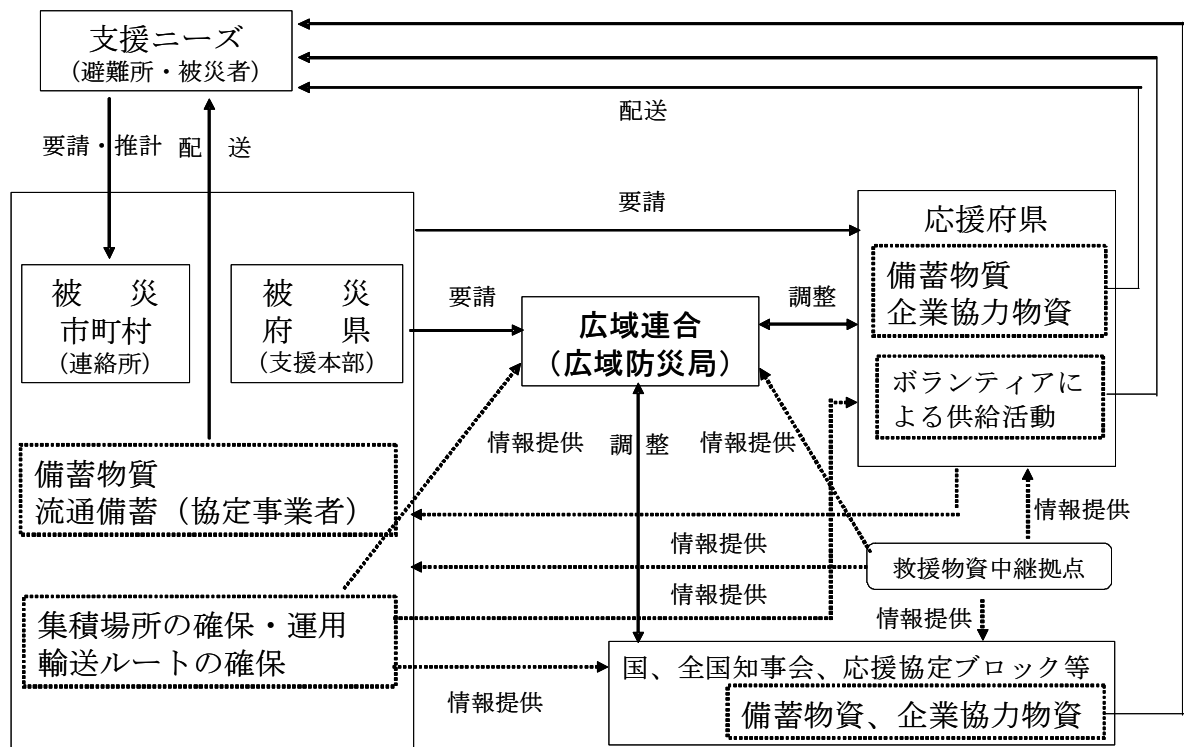 支援ニーズ
(避難所・被災者)
配送
要請・推計
配　送
要請
応援府県
備蓄物質
企業協力物資
被　災
市町村
(連絡所)
被　災
府　県
(支援本部)
要請
広域連合
(広域防災局)
調整
ボランティアに
よる供給活動
情報提供
調　整
情報提供
備蓄物質
流通備蓄（協定事業者）
情報提供
情報提供
救援物資中継拠点
情報提供
情報提供
集積場所の確保・運用
輸送ルートの確保
国、全国知事会、応援協定ブロック等
情報提供
備蓄物資、企業協力物資